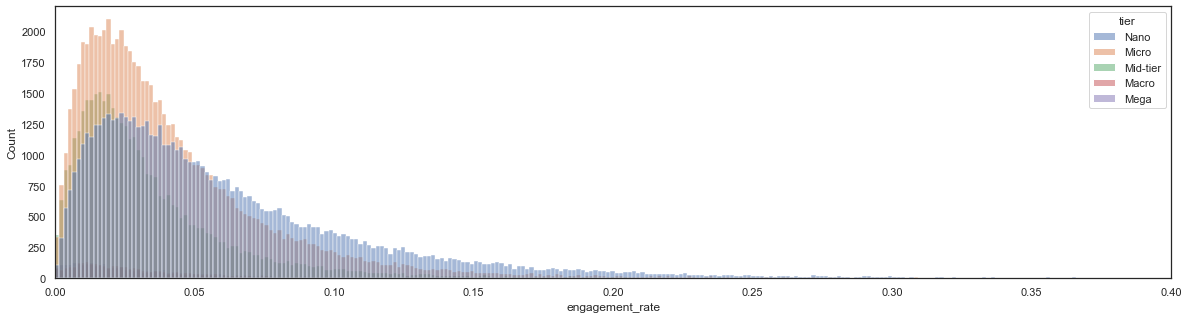 2000
1750
1500
1250
1000
750
500
250
0
Count
0.00 0.05 0.10 0.15 0.20 0.25 0.30 0.35 0.40
engagement_rate
tier
Nano
Micro
Mid-tier
Macro
Mega